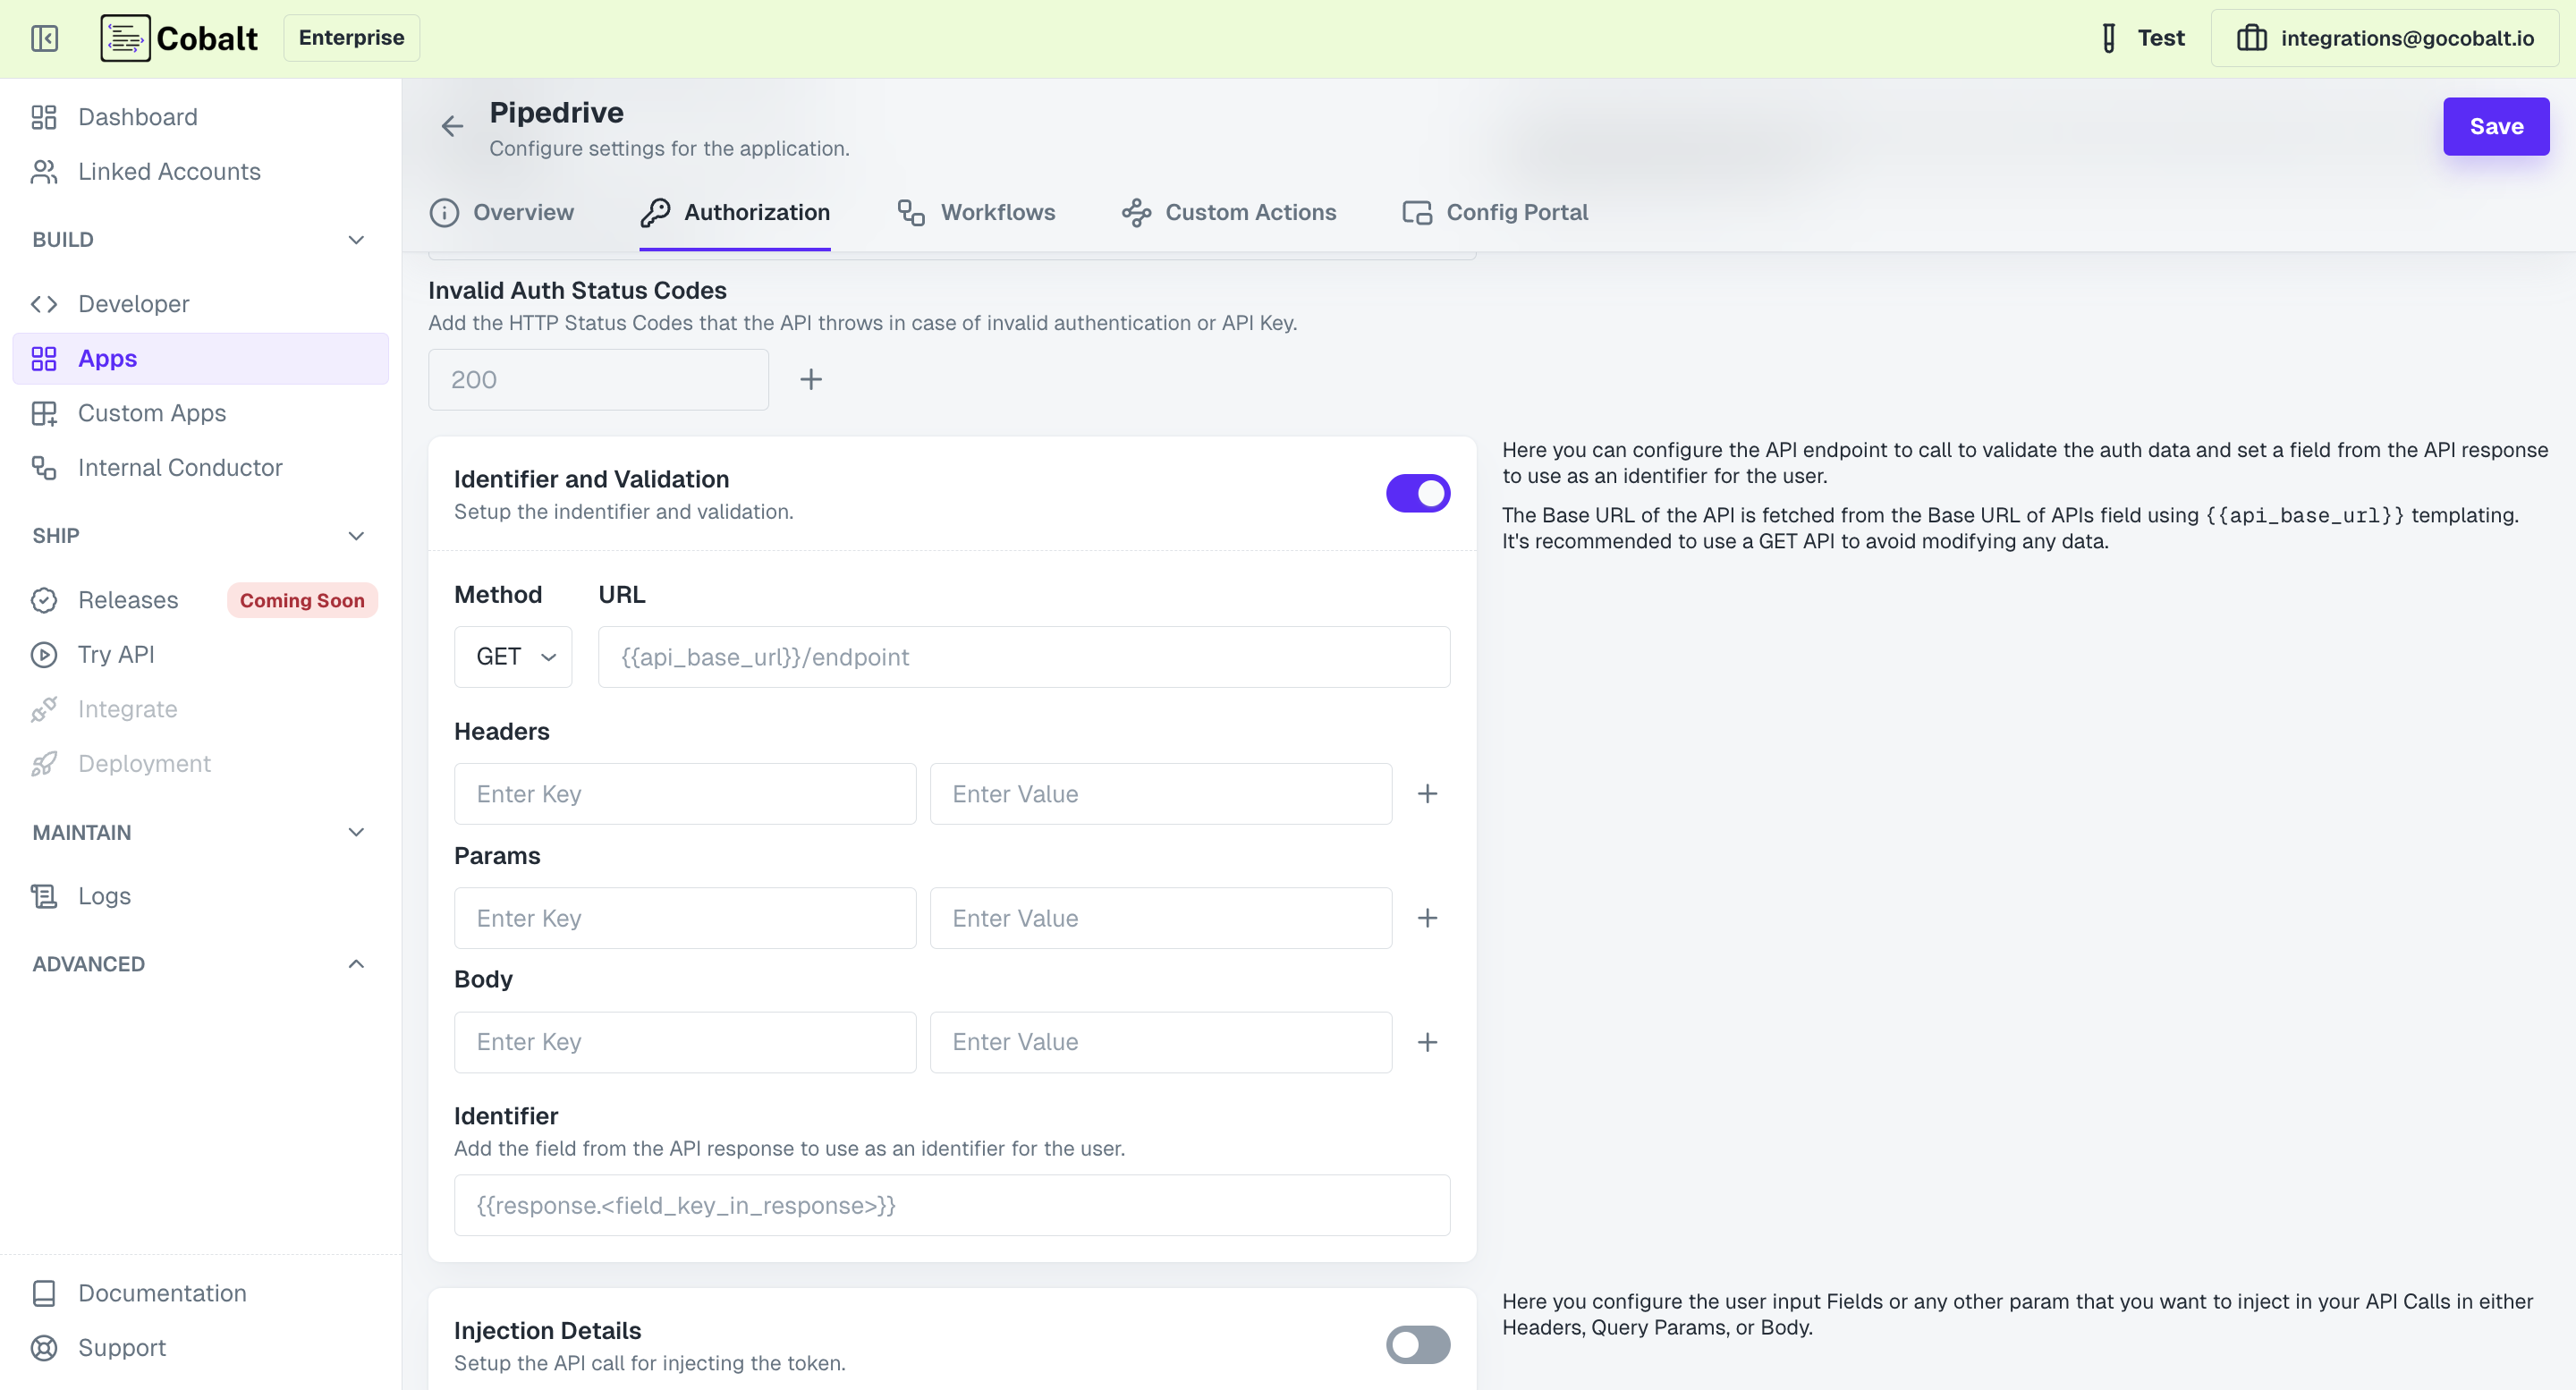 Cobalt
Enterprise
Test
integrations@gocobalt.io
Dashboard
Linked Accounts
BUILD
Developer
Apps
Custom Apps
Internal Conductor
SHIP
Releases
Coming Soon
Try API
Integrate
Deployment
MAINTAIN
Logs
ADVANCED
Documentation
Support
Pipedrive
Configure settings for the application.
Save
Overview
Authorization
Workflows
Custom Actions
Config Portal
Invalid Auth Status Codes
Add the HTTP Status Codes that the API throws in case of invalid authentication or API Key.
200
Identifier and Validation
Setup the indentifier and validation.
Method
URL
GET
{{api_base_url}}/endpoint
Headers
Enter Key
Enter Value
Params
Enter Key
Enter Value
Body
Enter Key
Enter Value
Identifier
Add the field from the API response to use as an identifier for the user.
{{response.<field_key_in_response>}}
Here you can configure the API endpoint to call to validate the auth data and set a field from the API response
to use as an identifier for the user.
The Base URL of the API is fetched from the Base URL of APIs field using {{api_base_url}} templating.
It's recommended to use a GET API to avoid modifying any data.
Injection Details
Setup the API call for injecting the token.
Here you configure the user input Fields or any other param that you want to inject in your API Calls in either
Headers, Query Params, or Body.